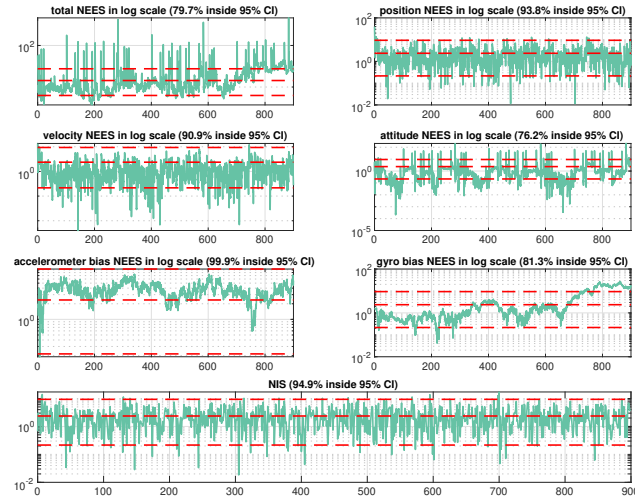 total NEES in log scale (79.7% inside 95% CI)
10^2
0 200 400 600 800
position NEES in log scale (93.8% inside 95% CI)
10^2
10^0
10^-2
0 200 400 600 800
velocity NEES in log scale (90.9% inside 95% CI)
10^0
0 200 400 600 800
attitude NEES in log scale (76.2% inside 95% CI)
10^0
10^-5
0 200 400 600 800
accelerometer bias NEES in log scale (99.9% inside 95% CI)
10^0
0 200 400 600 800
gyro bias NEES in log scale (81.3% inside 95% CI)
10^2
10^0
10^-2
0 200 400 600 800
NIS (94.9% inside 95% CI)
10^0
10^-2
0 100 200 300 400 500 600 700 800 900